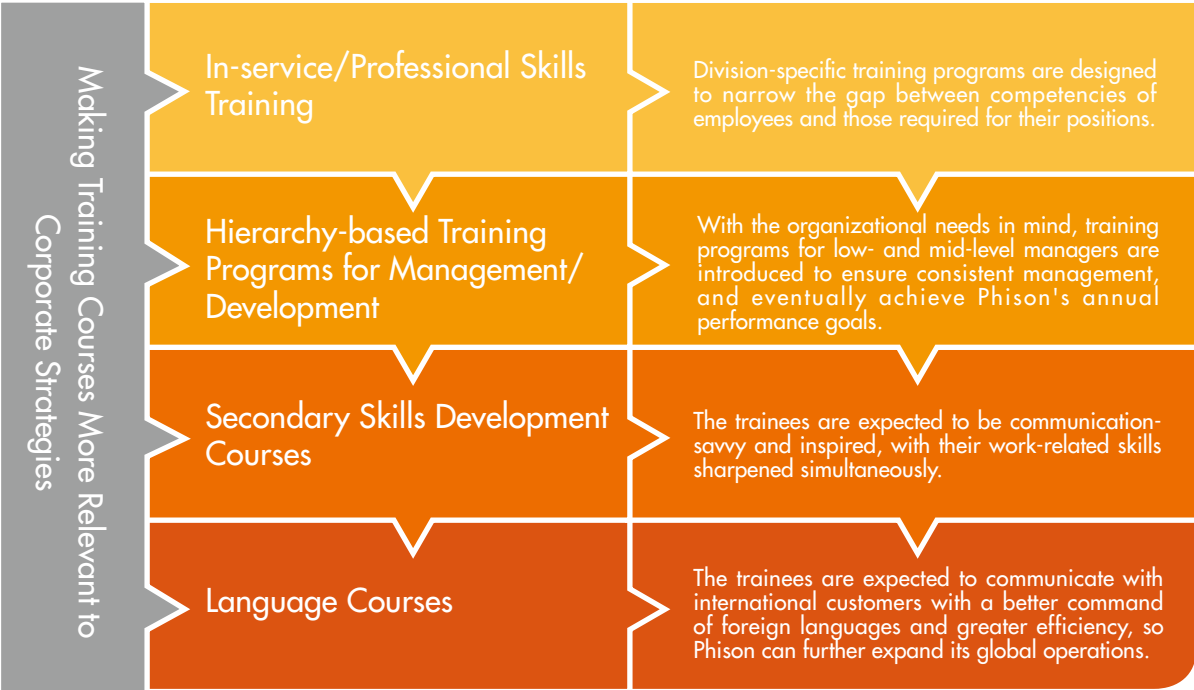 Making Training Courses More Relevant to
Corporate Strategies
In-service/Professional Skills
Training
Division-specific training programs are designed
to narrow the gap between competencies of
employees and those required for their positions.
Hierarchy-based Training
Programs for Management/
Development
With the organizational needs in mind, training
programs for low- and mid-level managers are
introduced to ensure consistent management,
and eventually achieve Phison's annual
performance goals.
Secondary Skills Development
Courses
The trainees are expected to be communication-
savvy and inspired, with their work-related skills
sharpened simultaneously.
Language Courses
The trainees are expected to communicate with
international customers with a better command
of foreign languages and greater efficiency, so
Phison can further expand its global operations.